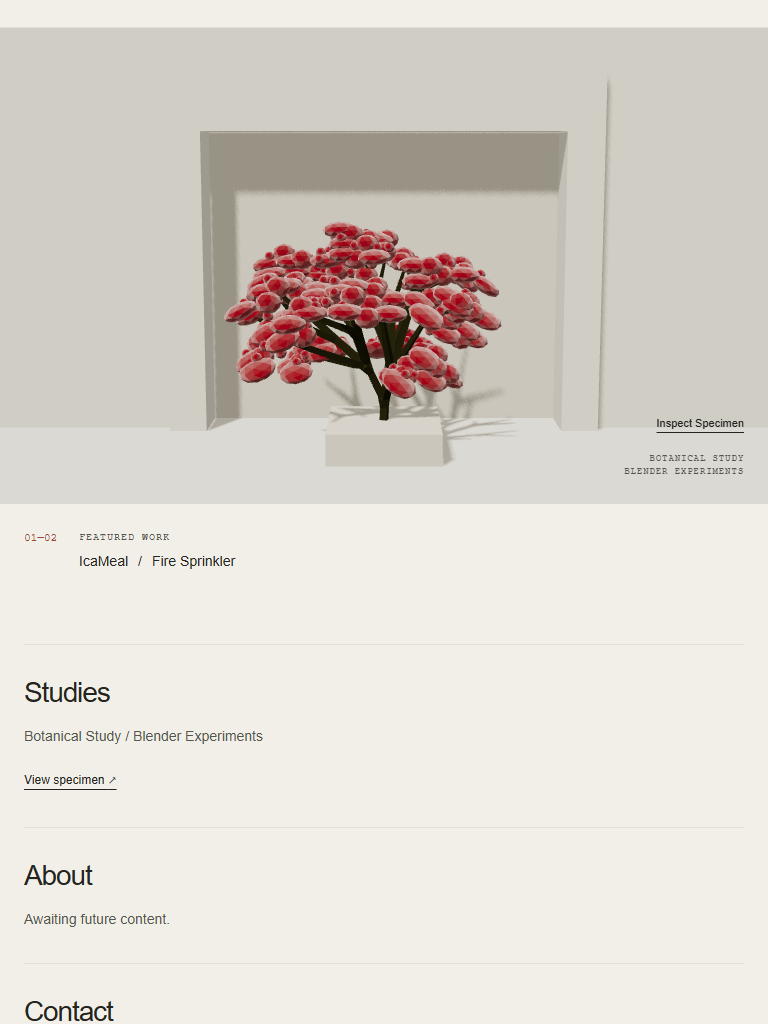 Inspect Specimen
BOTANICAL STUDY
BLENDER EXPERIMENTS
01—02 FEATURED WORK
IcaMeal / Fire Sprinkler
Studies
Botanical Study / Blender Experiments
View specimen ↗
About
Awaiting future content.
Contact